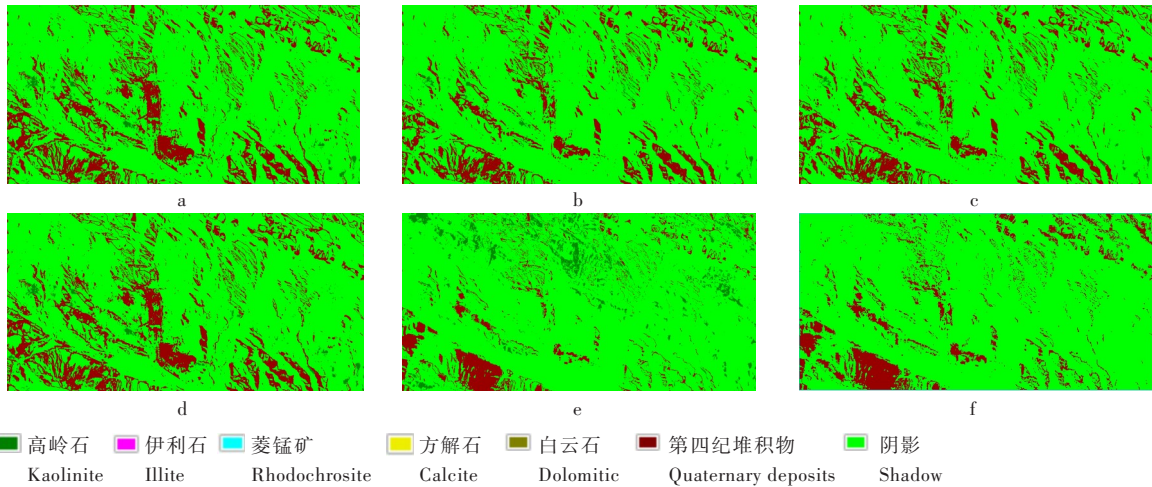 a b c
d e f
高岭石 伊利石 菱锰矿 方解石 白云石 第四纪堆积物 阴影
Kaolinite Illite Rhodochrosite Calcite Dolomitic Quaternary deposits Shadow